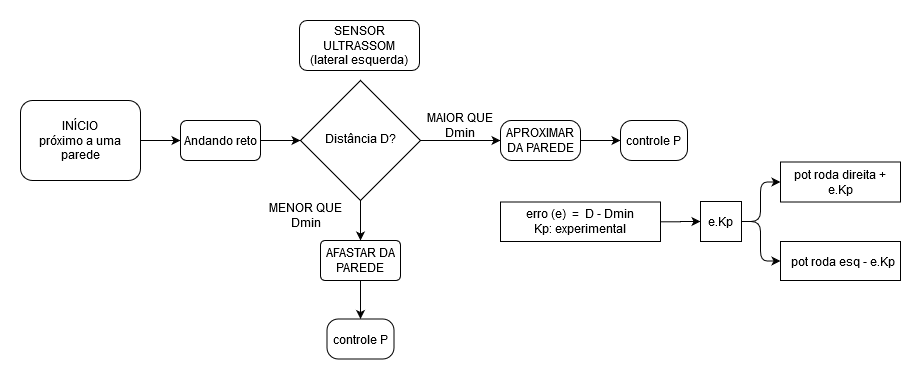 SENSOR
ULTRASSOM
(lateral esquerda)
INÍCIO
próximo a uma
parede
Andando reto
Distância D?
MAIOR QUE
Dmin
APROXIMAR
DA PAREDE
controle P
MENOR QUE
Dmin
AFASTAR DA
PAREDE
controle P
erro (e) = D - Dmin
Kp: experimental
e.Kp
pot roda direita +
e.Kp
pot roda esq - e.Kp